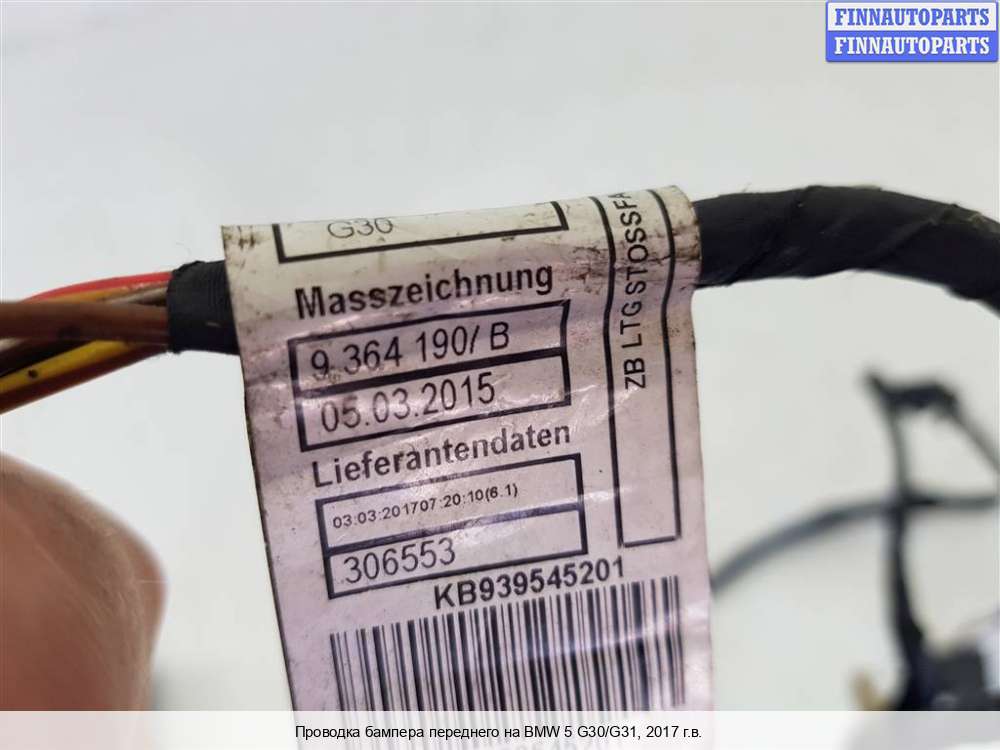 FINNAUTOPARTS
FINNAUTOPARTS
G30
Masszeichnung
9 364 190/ B
05.03.2015
Lieferantendaten
03:03:201707:20:10(6.1)
306553
KB939545201
ZB LTG STOSSFA
Проводка бампера переднего на BMW 5 G30/G31, 2017 г.в.